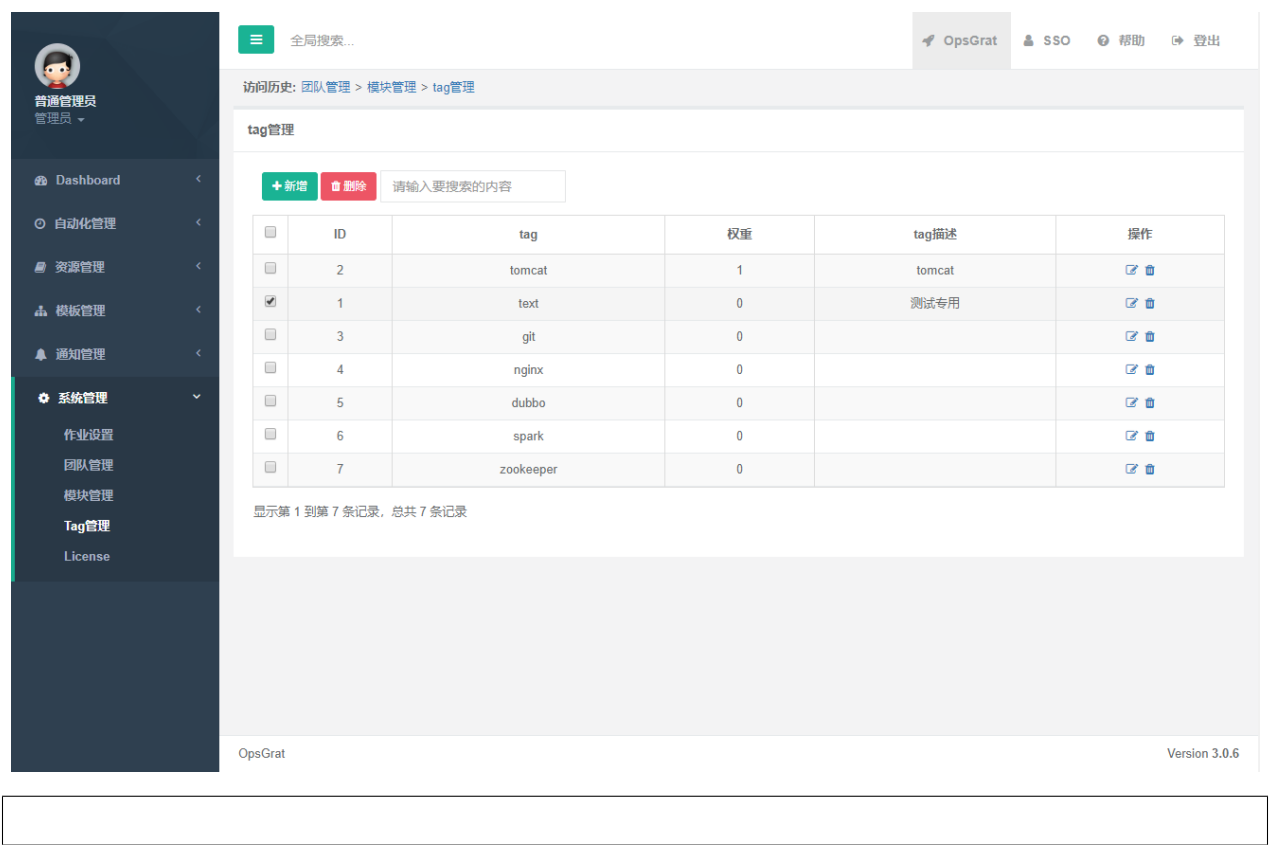 全局搜索...
OpsGrat SSO 帮助 登出
普通管理员
管理员
Dashboard
自动化管理
资源管理
模板管理
通知管理
系统管理
作业设置
团队管理
模块管理
Tag管理
License
访问历史: 团队管理 > 模块管理 > tag管理
tag管理
新增 删除 请输入要搜索的内容
ID tag 权重 tag描述 操作
2 tomcat 1 tomcat
1 text 0 测试专用
3 git 0
4 nginx 0
5 dubbo 0
6 spark 0
7 zookeeper 0
显示第 1 到第 7 条记录，总共 7 条记录
OpsGrat Version 3.0.6